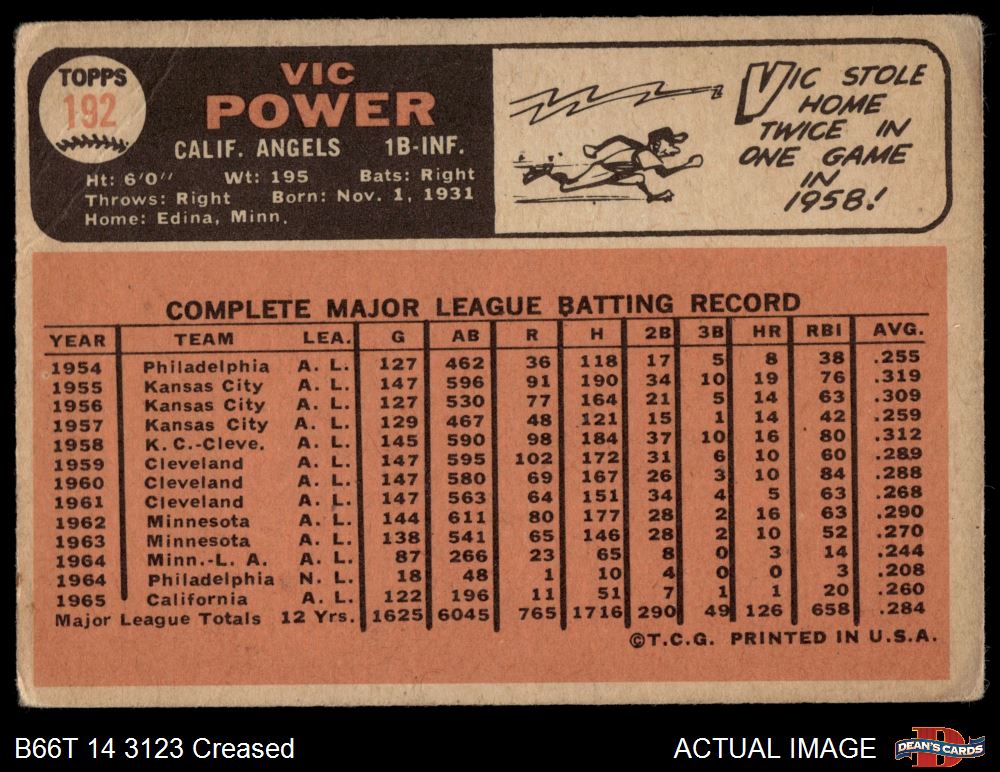 TOPPS
192
VIC
POWER
CALIF. ANGELS 1B-INF.
Ht: 6'0" Wt: 195 Bats: Right
Throws: Right Born: Nov. 1, 1931
Home: Edina, Minn.
VIC STOLE
HOME
TWICE IN
ONE GAME
IN
1958!
COMPLETE MAJOR LEAGUE BATTING RECORD
YEAR TEAM LEA. G AB R H 2B 3B HR RBI AVG.
1954 Philadelphia A. L. 127 462 36 118 17 5 8 38 .255
1955 Kansas City A. L. 147 596 91 190 34 10 19 76 .319
1956 Kansas City A. L. 127 530 77 164 21 5 14 63 .309
1957 Kansas City A. L. 129 467 48 121 15 1 14 42 .259
1958 K. C.-Cleve. A. L. 145 590 98 184 37 10 16 80 .312
1959 Cleveland A. L. 147 595 102 172 31 6 10 60 .289
1960 Cleveland A. L. 147 580 69 167 26 3 10 84 .288
1961 Cleveland A. L. 147 563 64 151 34 4 5 63 .268
1962 Minnesota A. L. 144 611 80 177 28 2 16 63 .290
1963 Minnesota A. L. 138 541 65 146 28 2 10 52 .270
1964 Minn.-L. A. A. L. 87 266 23 65 8 0 3 14 .244
1964 Philadelphia N. L. 18 48 1 10 4 0 0 3 .208
1965 California A. L. 122 196 11 51 7 1 1 20 .260
Major League Totals 12 Yrs. 1625 6045 765 1716 290 49 126 658 .284
©T.C.G. PRINTED IN U.S.A.
B66T 14 3123 Creased
ACTUAL IMAGE
DEAN'S CARDS